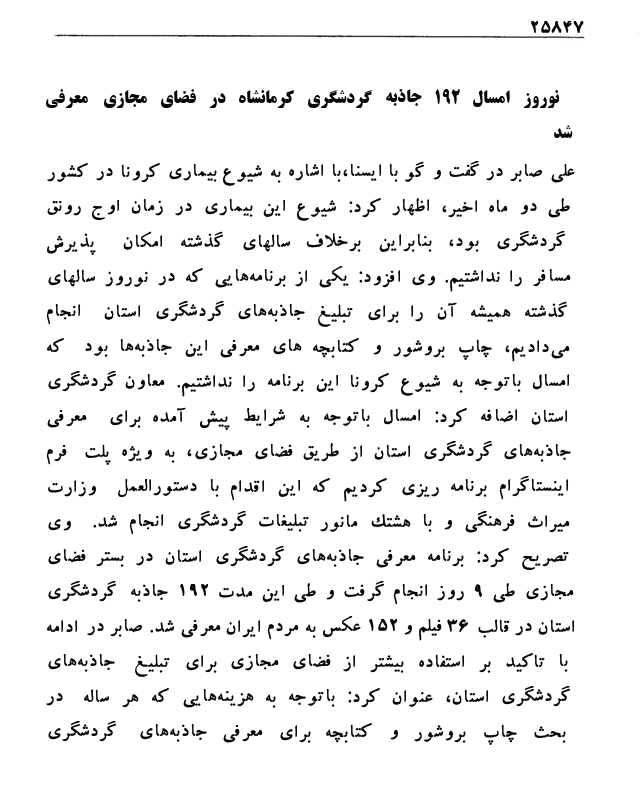 ۲۵۸۴۷
نوروز امسال ۱۹۲ جاذبه گردشگری کرمانشاه در فضای مجازی معرفی
شد
علی صابر در گفت و گو با ایسنا،با اشاره به شیوع بیماری کرونا در کشور
طی دو ماه اخیر، اظهار کرد: شیوع این بیماری در زمان اوج رونق
گردشگری بود، بنابراین برخلاف سالهای گذشته امکان پذیرش
مسافر را نداشتیم. وی افزود: یکی از برنامه‌هایی که در نوروز سالهای
گذشته همیشه آن را برای تبلیغ جاذبه‌های گردشگری استان انجام
می‌دادیم، چاپ بروشور و کتابچه های معرفی این جاذبه‌ها بود که
امسال باتوجه به شیوع کرونا این برنامه را نداشتیم. معاون گردشگری
استان اضافه کرد: امسال باتوجه به شرایط پیش آمده برای معرفی
جاذبه‌های گردشگری استان از طریق فضای مجازی، به ویژه پلت فرم
اینستاگرام برنامه ریزی کردیم که این اقدام با دستورالعمل وزارت
میراث فرهنگی و با هشتك مانور تبلیغات گردشگری انجام شد. وی
تصریح کرد: برنامه معرفی جاذبه‌های گردشگری استان در بستر فضای
مجازی طی ۹ روز انجام گرفت و طی این مدت ۱۹۲ جاذبه گردشگری
استان در قالب ۳۶ فیلم و ۱۵۲ عکس به مردم ایران معرفی شد. صابر در ادامه
با تاکید بر استفاده بیشتر از فضای مجازی برای تبلیغ جاذبه‌های
گردشگری استان، عنوان کرد: باتوجه به هزینه‌هایی که هر ساله در
بحث چاپ بروشور و کتابچه برای معرفی جاذبه‌های گردشگری